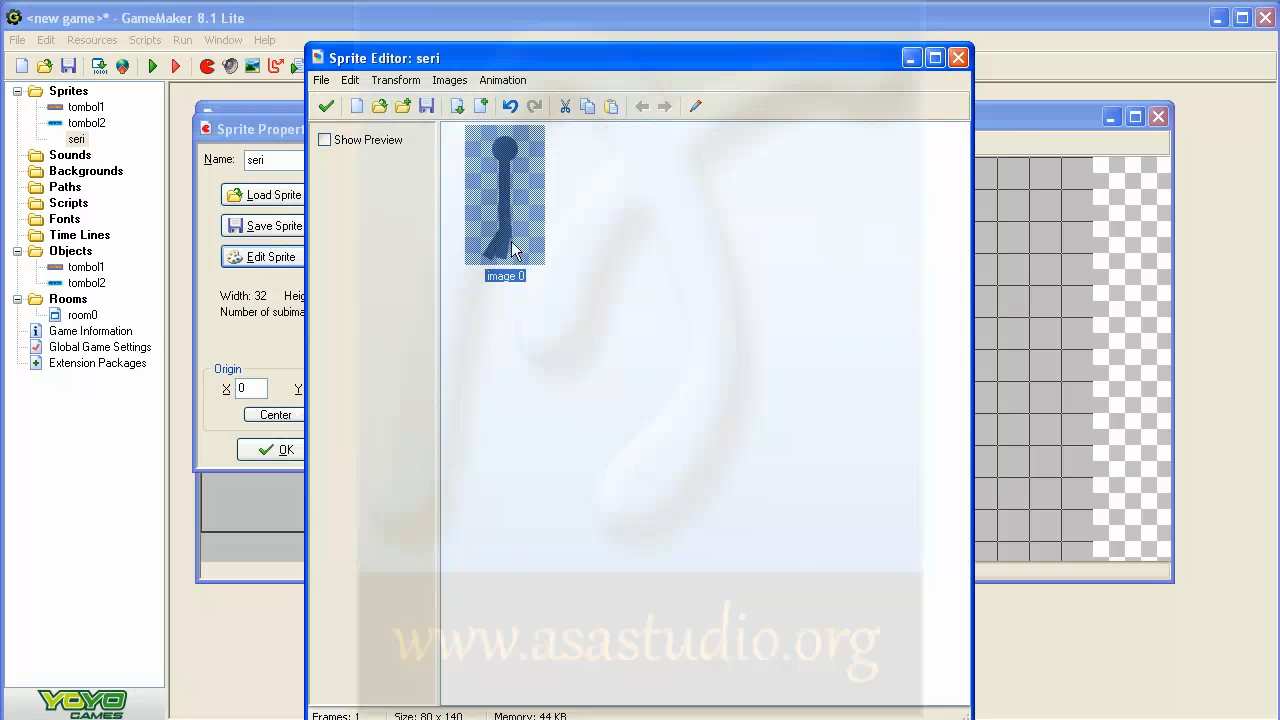 <new game>* - GameMaker 8.1 Lite
File Edit Resources Scripts Run Window Help
Sprites
tombol1
tombol2
seri
Sounds
Backgrounds
Paths
Scripts
Fonts
Time Lines
Objects
tombol1
tombol2
Rooms
room0
Game Information
Global Game Settings
Extension Packages
YOYO
GAMES
Sprite Propert
Name: seri
Load Sprite
Save Sprite
Edit Sprite
Width: 32 Heig
Number of subima
Origin
X 0 Y
Center
OK
Sprite Editor: seri
File Edit Transform Images Animation
Show Preview
image 0
www.asastudio.org
Frames: 1 Size: 80 x 140 Memory: 44 KB